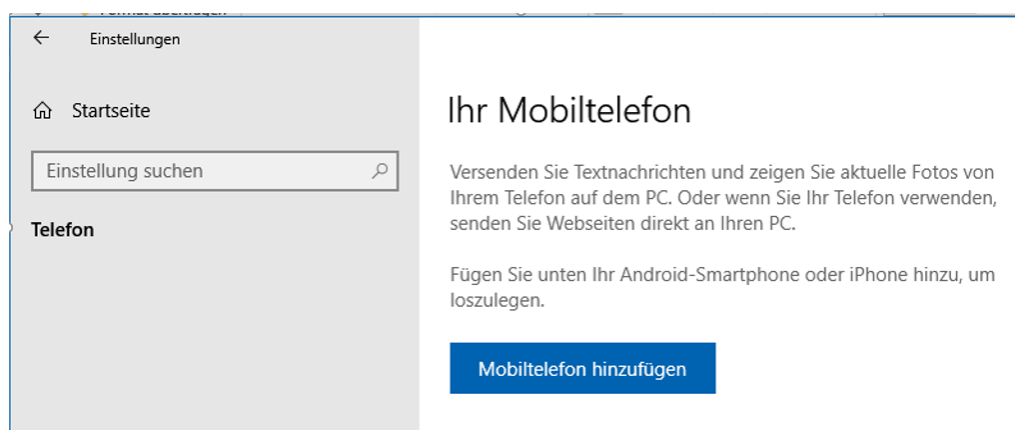 Format übertragen
Einstellungen
Startseite
Einstellung suchen
Telefon
Ihr Mobiltelefon
Versenden Sie Textnachrichten und zeigen Sie aktuelle Fotos von
Ihrem Telefon auf dem PC. Oder wenn Sie Ihr Telefon verwenden,
senden Sie Webseiten direkt an Ihren PC.
Fügen Sie unten Ihr Android-Smartphone oder iPhone hinzu, um
loszulegen.
Mobiltelefon hinzufügen